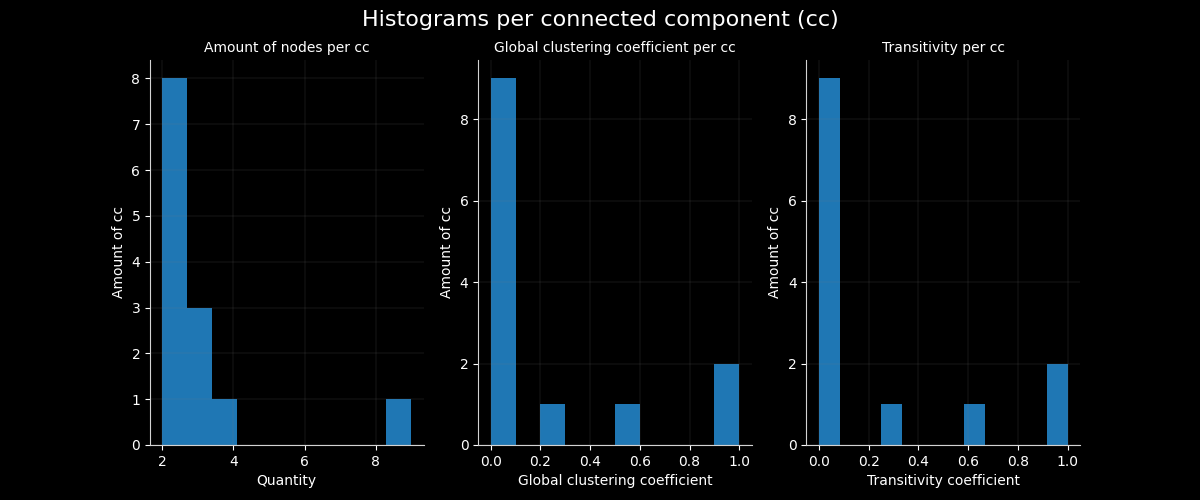 Histograms per connected component (cc)
Amount of nodes per cc
Global clustering coefficient per cc
Transitivity per cc
Amount of cc
8
7
6
5
4
3
2
1
0
2 4 6 8
Quantity
Amount of cc
8
6
4
2
0
0.0 0.2 0.4 0.6 0.8 1.0
Global clustering coefficient
Amount of cc
8
6
4
2
0
0.0 0.2 0.4 0.6 0.8 1.0
Transitivity coefficient